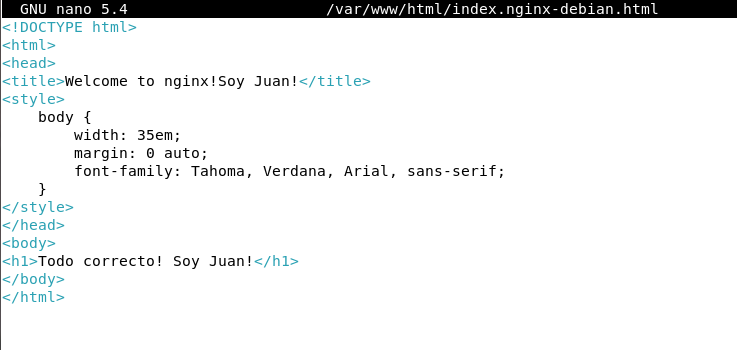 GNU nano 5.4 /var/www/html/index.nginx-debian.html
<!DOCTYPE html>
<html>
<head>
<title>Welcome to nginx!Soy Juan!</title>
<style>
    body {
        width: 35em;
        margin: 0 auto;
        font-family: Tahoma, Verdana, Arial, sans-serif;
    }
</style>
</head>
<body>
<h1>Todo correcto! Soy Juan!</h1>
</body>
</html>